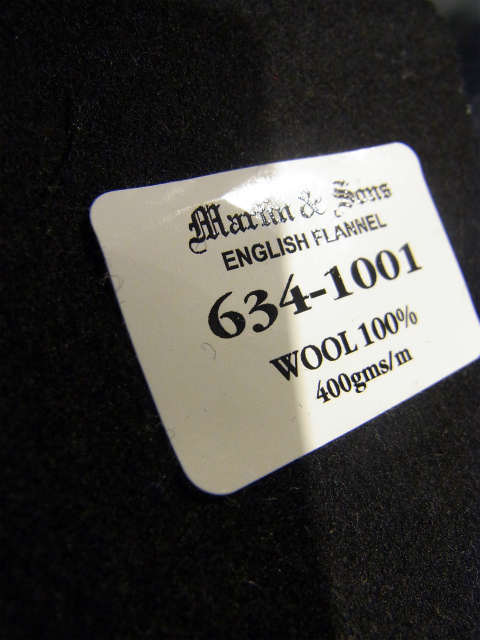 Martin & Sons
ENGLISH FLANNEL
634-1001
WOOL 100%
400gms/m